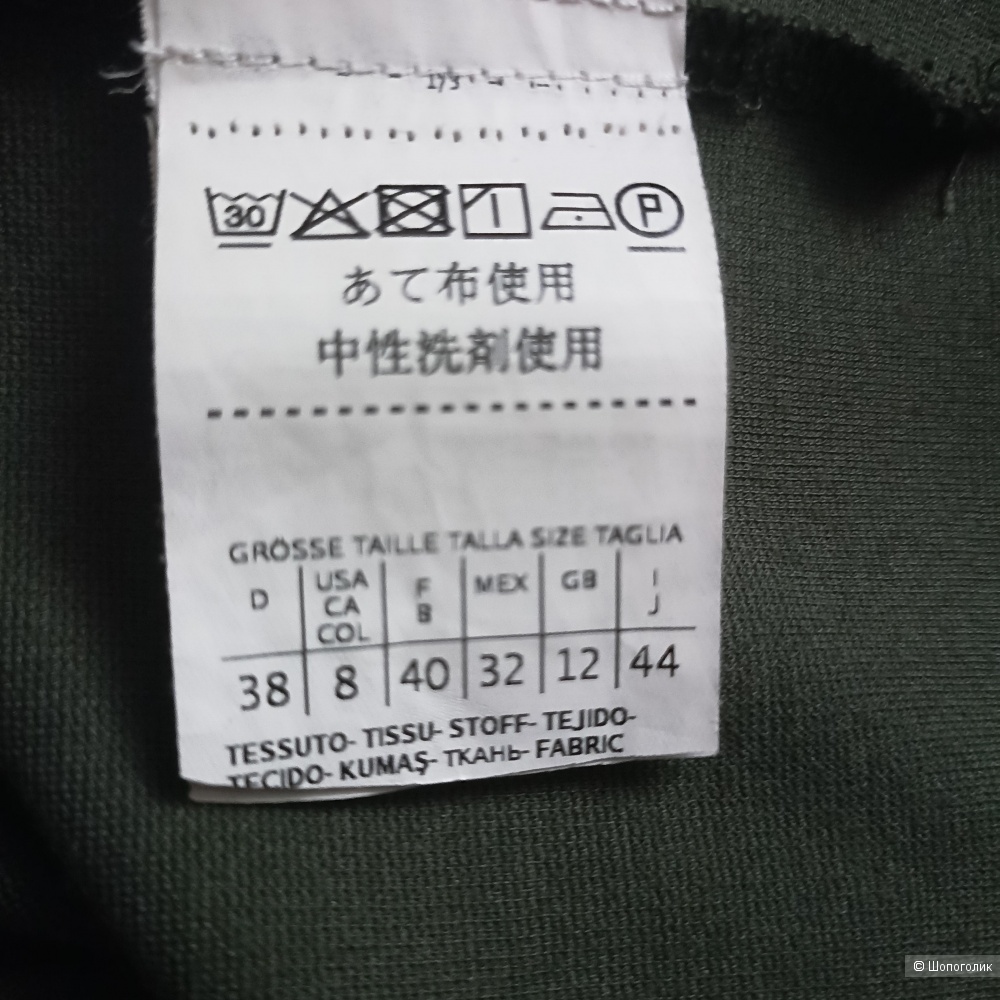 30 P
あて布使用
中性洗剤使用
GRÖSSE TAILLE TALLA SIZE TAGLIA
D USA CA COL F B MEX GB I J
38 8 40 32 12 44
TESSUTO- TISSU- STOFF- TEJIDO-
TECIDO- KUMAŞ- ТКАНЬ- FABRIC
© Шопоголик